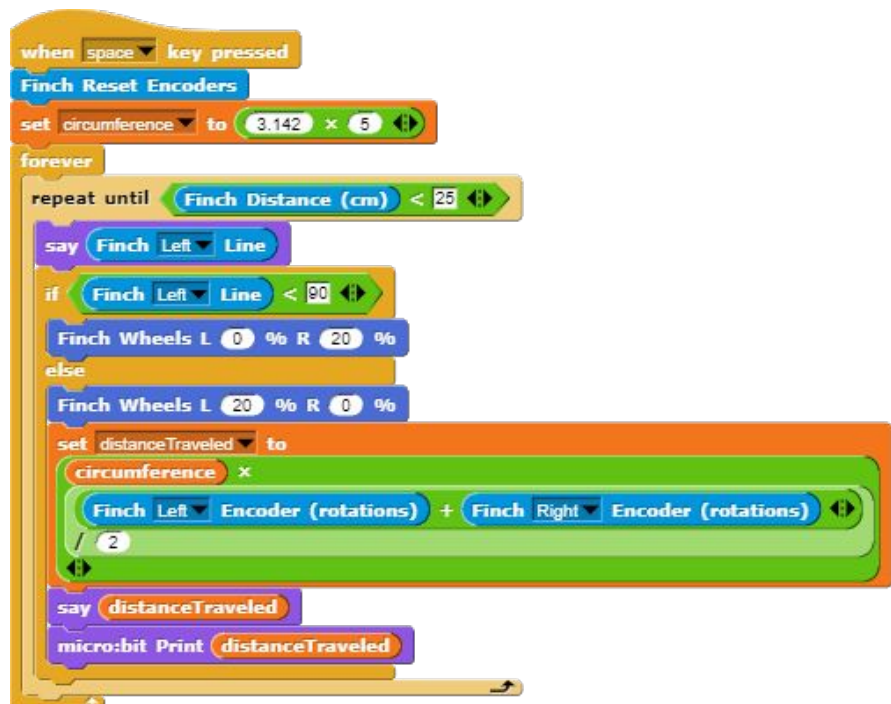 when space key pressed
Finch Reset Encoders
set circumference to 3.142 × 5
forever
repeat until Finch Distance (cm) < 25
say Finch Left Line
if Finch Left Line < 90
Finch Wheels L 0 % R 20 %
else
Finch Wheels L 20 % R 0 %
set distanceTraveled to
circumference ×
Finch Left Encoder (rotations) + Finch Right Encoder (rotations)
/ 2
say distanceTraveled
micro:bit Print distanceTraveled